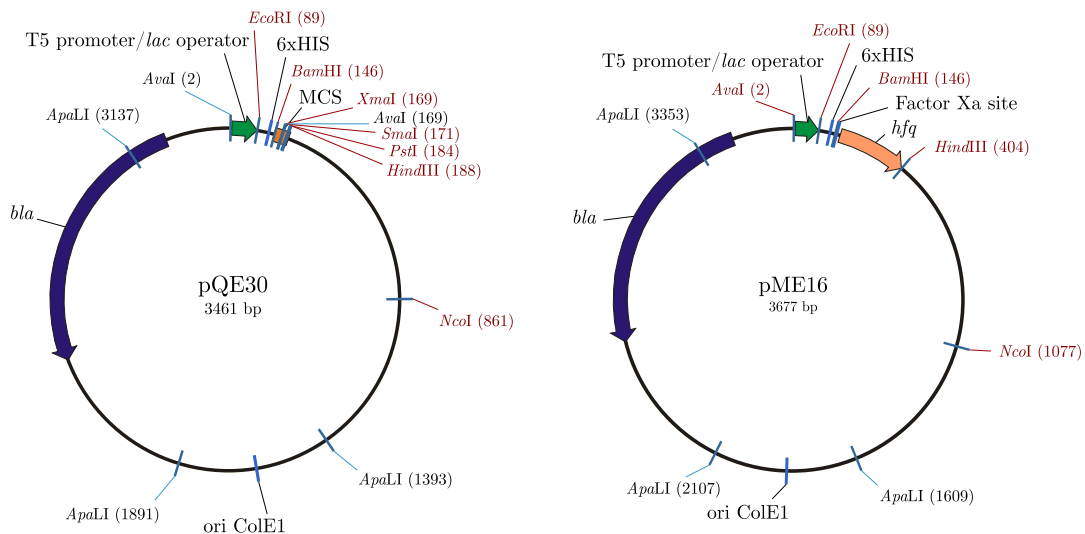 EcoRI (89)
T5 promoter/lac operator
6xHIS
AvaI (2)
BamHI (146)
MCS
XmaI (169)
ApaLI (3137)
AvaI (169)
SmaI (171)
PstI (184)
HindIII (188)
bla
pQE30
3461 bp
NcoI (861)
ApaLI (1393)
ApaLI (1891)
ori ColE1
EcoRI (89)
T5 promoter/lac operator
6xHIS
AvaI (2)
BamHI (146)
Factor Xa site
ApaLI (3353)
hfq
HindIII (404)
bla
pME16
3677 bp
NcoI (1077)
ApaLI (2107)
ApaLI (1609)
ori ColE1